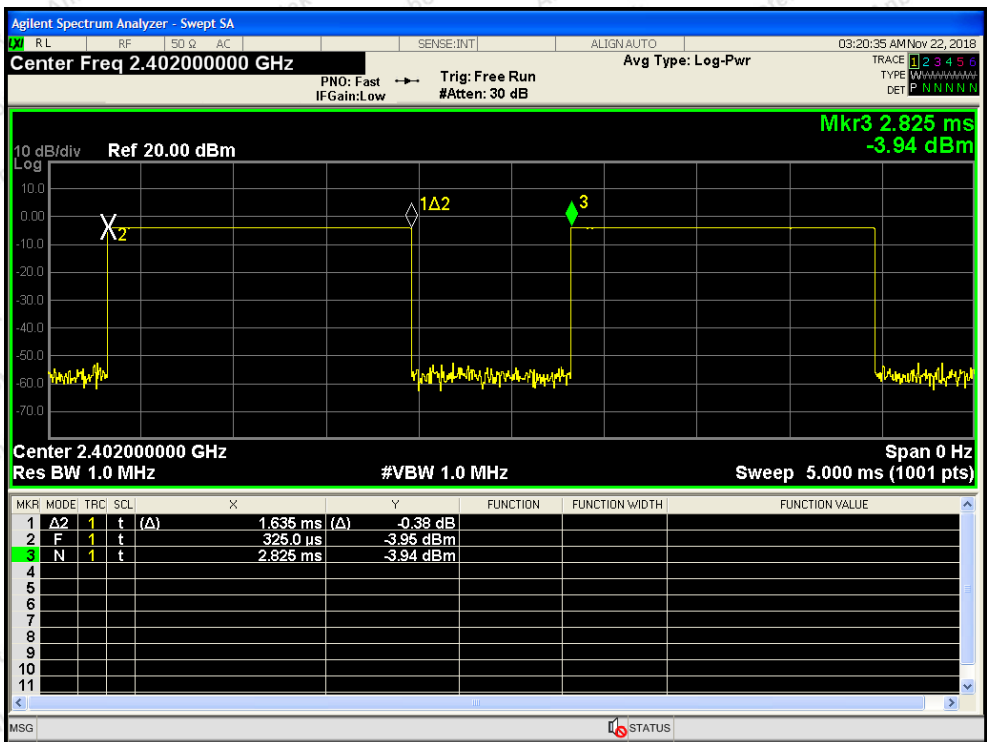 Agilent Spectrum Analyzer - Swept SA
LXI RL RF 50 Ω AC SENSE:INT ALIGN AUTO 03:20:35 AM Nov 22, 2018
Center Freq 2.402000000 GHz
PNO: Fast
IFGain:Low
Trig: Free Run
#Atten: 30 dB
Avg Type: Log-Pwr
TRACE 1 2 3 4 5 6
TYPE WWWWWW
DET P N N N N N
Mkr3 2.825 ms
-3.94 dBm
10 dB/div Ref 20.00 dBm
Log
10.0
0.00
-10.0
-20.0
-30.0
-40.0
-50.0
-60.0
-70.0
2
1Δ2
3
Center 2.402000000 GHz Span 0 Hz
Res BW 1.0 MHz #VBW 1.0 MHz Sweep 5.000 ms (1001 pts)
MKR MODE TRC SCL X Y FUNCTION FUNCTION WIDTH FUNCTION VALUE
1 Δ2 1 t (Δ) 1.635 ms (Δ) -0.38 dB
2 F 1 t 325.0 µs -3.95 dBm
3 N 1 t 2.825 ms -3.94 dBm
4
5
6
7
8
9
10
11
MSG STATUS